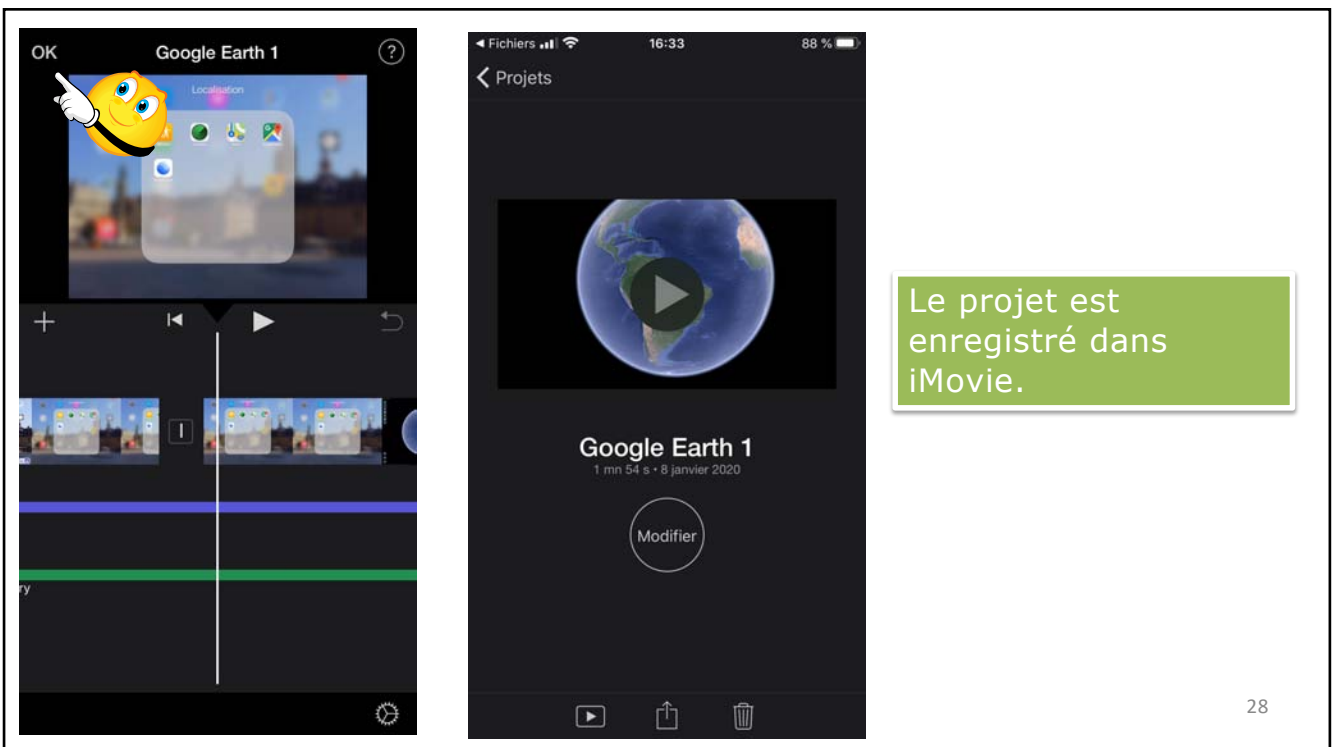 OK Google Earth 1 ?
Localisation
ry
Fichiers 16:33 88 %
Projets
Google Earth 1
1 mn 54 s • 8 janvier 2020
Modifier
Le projet est
enregistré dans
iMovie.
28